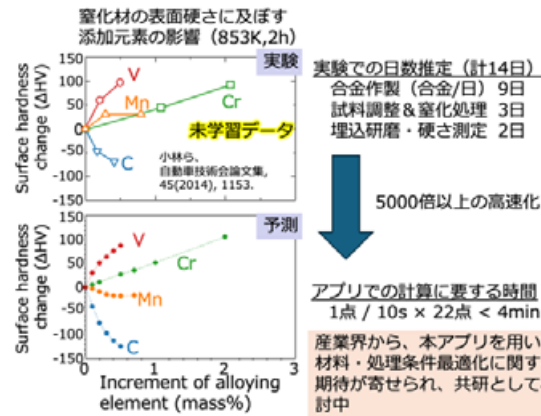 窒化材の表面硬さに及ぼす
添加元素の影響（853K,2h）
Surface hardness
change (ΔHV)
150
100
50
0
-50
-100
-150
実験
V
Mn
Cr
C
未学習データ
小林ら、
自動車技術会論文集,
45(2014), 1153.
Surface hardness
change (ΔHV)
150
100
50
0
-50
-100
-150
予測
V
Cr
Mn
C
0 1 2 3
Increment of alloying
element (mass%)
実験での日数推定（計14日）
合金作製（合金/日） 9日
試料調整＆窒化処理 3日
埋込研磨・硬さ測定 2日
5000倍以上の高速化
アプリでの計算に要する時間
1点 / 10s × 22点 < 4min
産業界から、本アプリを用い
材料・処理条件最適化に関す
期待が寄せられ、共研として
討中